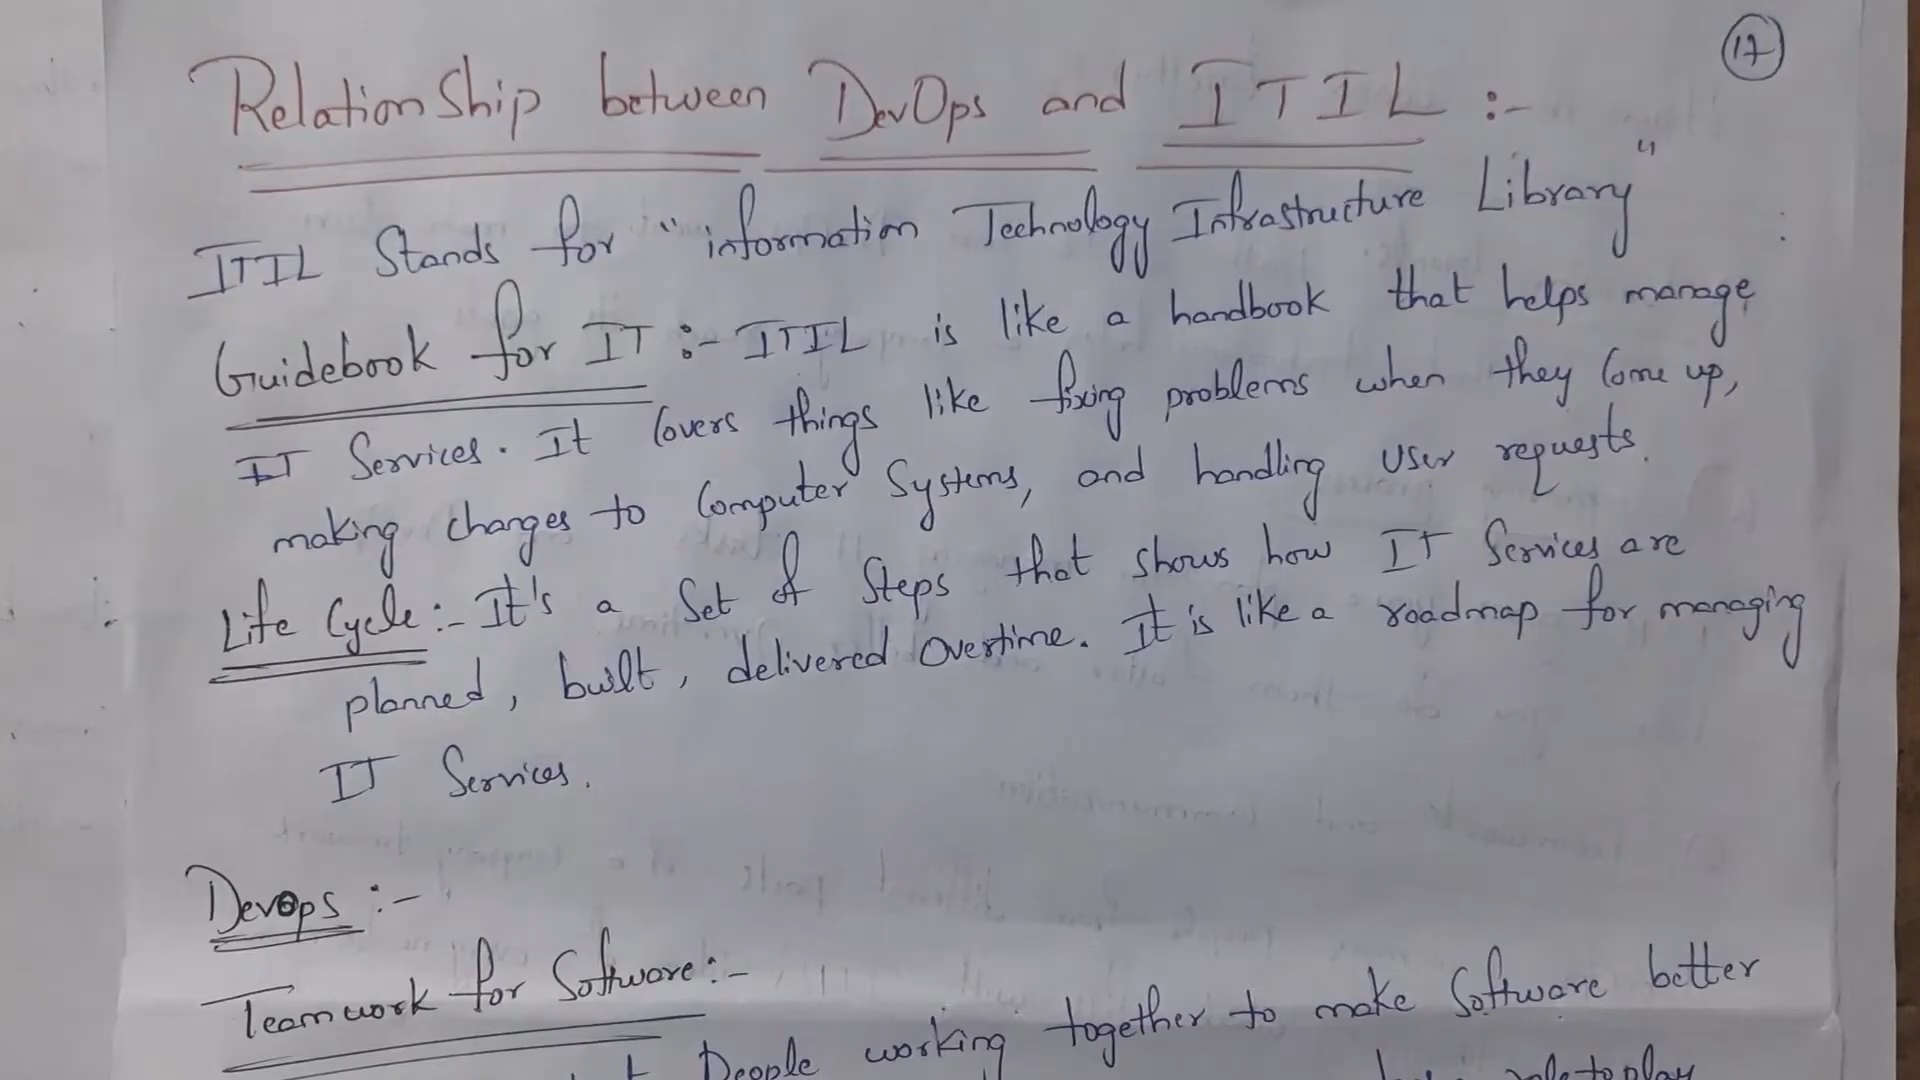 17
RelationShip between DevOps and ITIL :-
ITIL Stands for "information Technology Infrastructure Library"
Guidebook for IT :- ITIL is like a handbook that helps manage
IT Services. It Covers things like fixing problems when they Come up,
making changes to Computer Systems, and handling User requests.
Life Cycle :- It's a Set of Steps that shows how IT Services are
planned, built, delivered Overtime. It is like a roadmap for managing
IT Services.
Devops :-
Teamwork for Software :-
People working together to make Software better